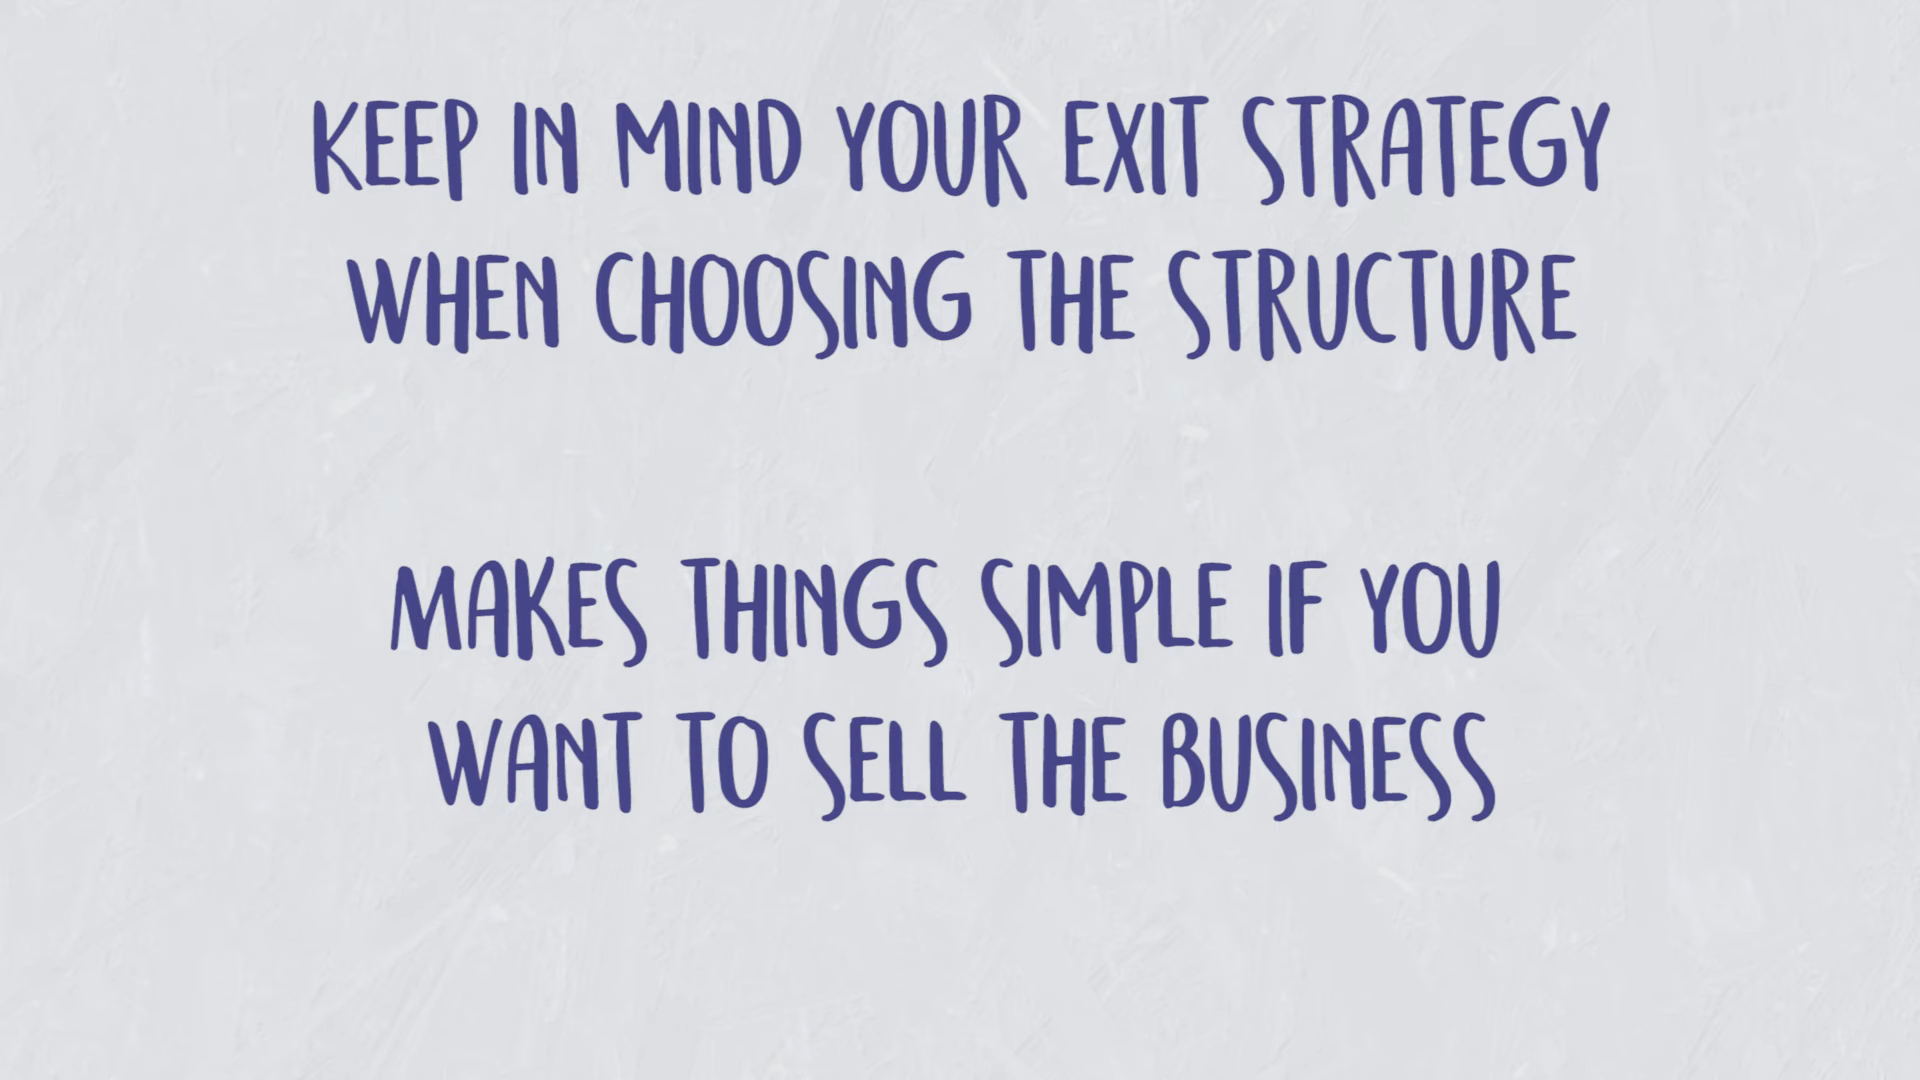 KEEP IN MIND YOUR EXIT STRATEGY
WHEN CHOOSING THE STRUCTURE
MAKES THINGS SIMPLE IF YOU
WANT TO SELL THE BUSINESS